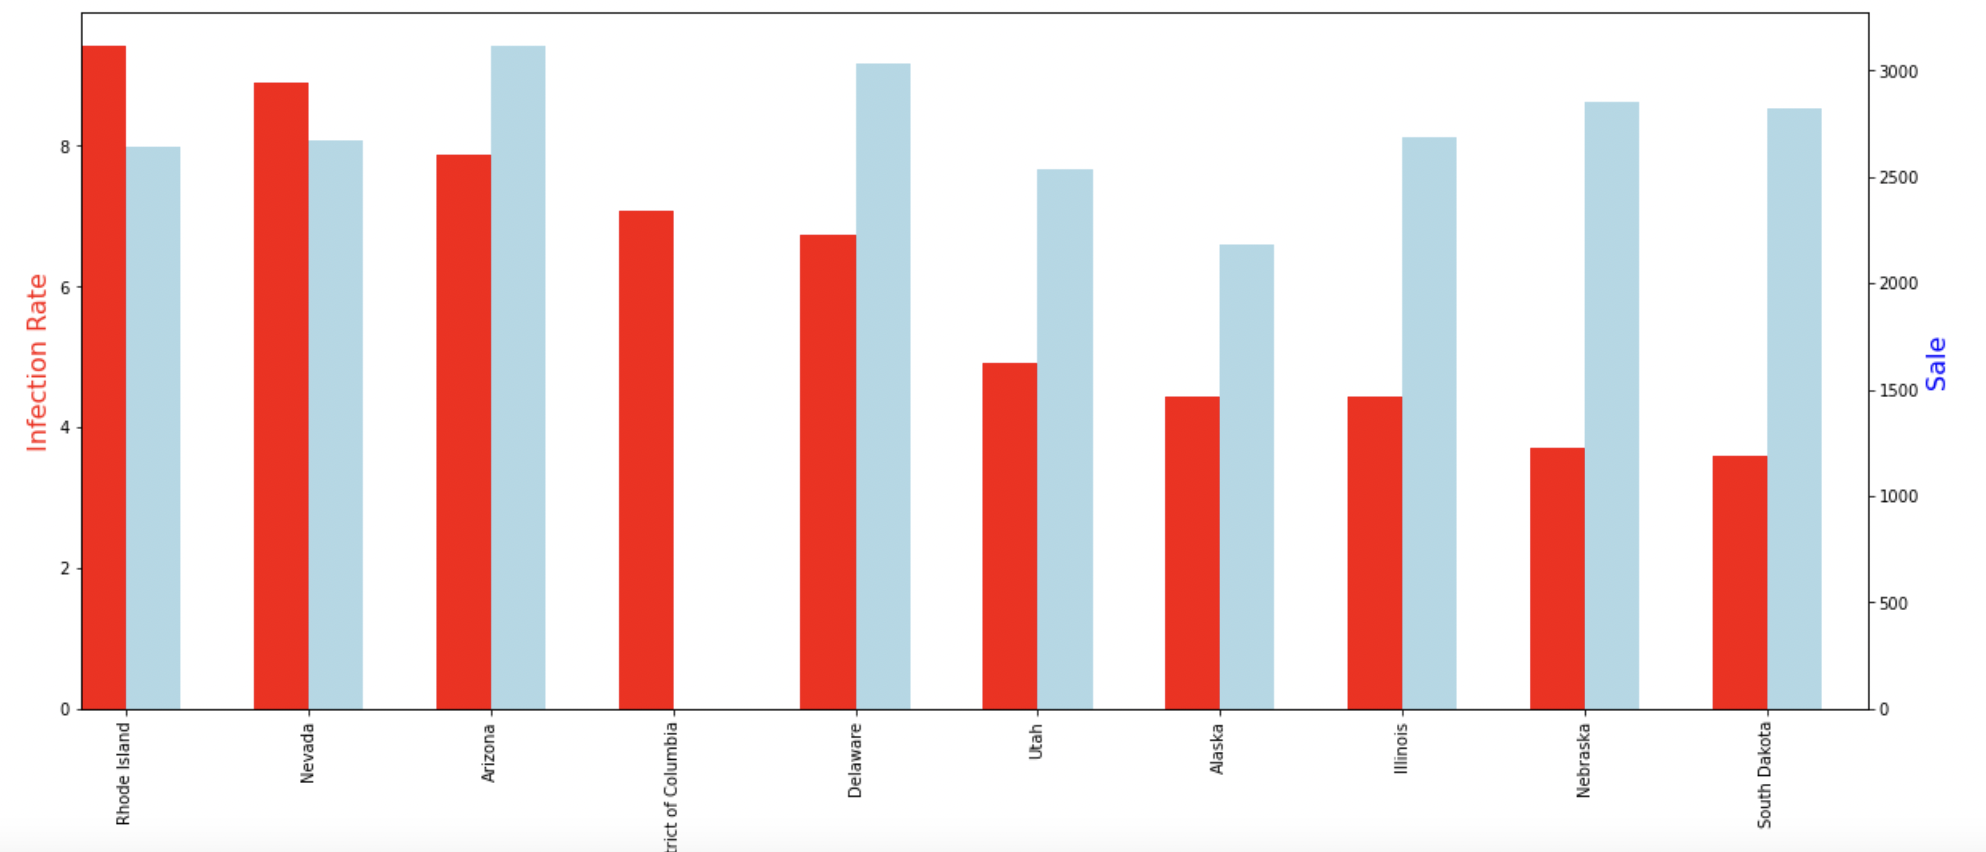 Infection Rate
8
6
4
2
0
3000
2500
2000
1500
1000
500
0
Sale
Rhode Island
Nevada
Arizona
trict of Columbia
Delaware
Utah
Alaska
Illinois
Nebraska
South Dakota